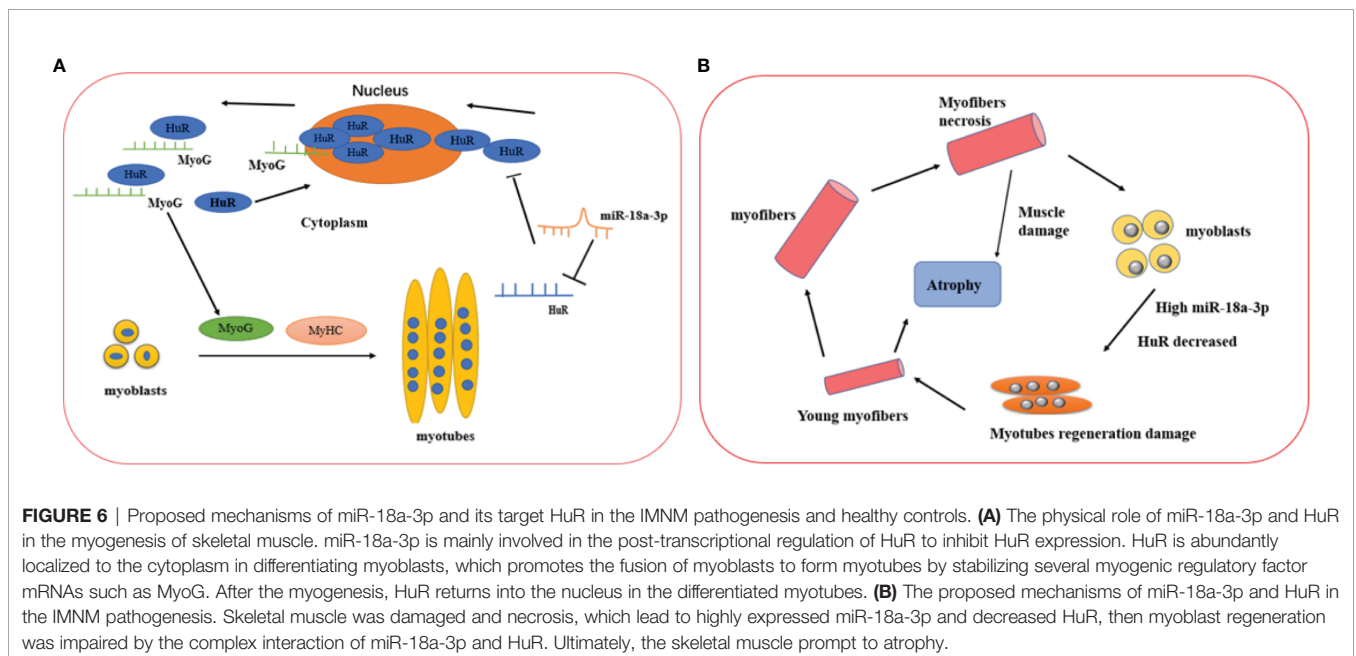 A
Nucleus
HuR
HuR
HuR
HuR
HuR
HuR
HuR
MyoG
MyoG
HuR
MyoG
HuR
Cytoplasm
miR-18a-3p
HuR
MyoG
MyHC
myoblasts
myotubes
B
Myofibers
necrosis
myofibers
Muscle
damage
myoblasts
Atrophy
High miR-18a-3p
HuR decreased
Young myofibers
Myotubes regeneration damage
FIGURE 6 | Proposed mechanisms of miR-18a-3p and its target HuR in the IMNM pathogenesis and healthy controls. (A) The physical role of miR-18a-3p and HuR
in the myogenesis of skeletal muscle. miR-18a-3p is mainly involved in the post-transcriptional regulation of HuR to inhibit HuR expression. HuR is abundantly
localized to the cytoplasm in differentiating myoblasts, which promotes the fusion of myoblasts to form myotubes by stabilizing several myogenic regulatory factor
mRNAs such as MyoG. After the myogenesis, HuR returns into the nucleus in the differentiated myotubes. (B) The proposed mechanisms of miR-18a-3p and HuR in
the IMNM pathogenesis. Skeletal muscle was damaged and necrosis, which lead to highly expressed miR-18a-3p and decreased HuR, then myoblast regeneration
was impaired by the complex interaction of miR-18a-3p and HuR. Ultimately, the skeletal muscle prompt to atrophy.